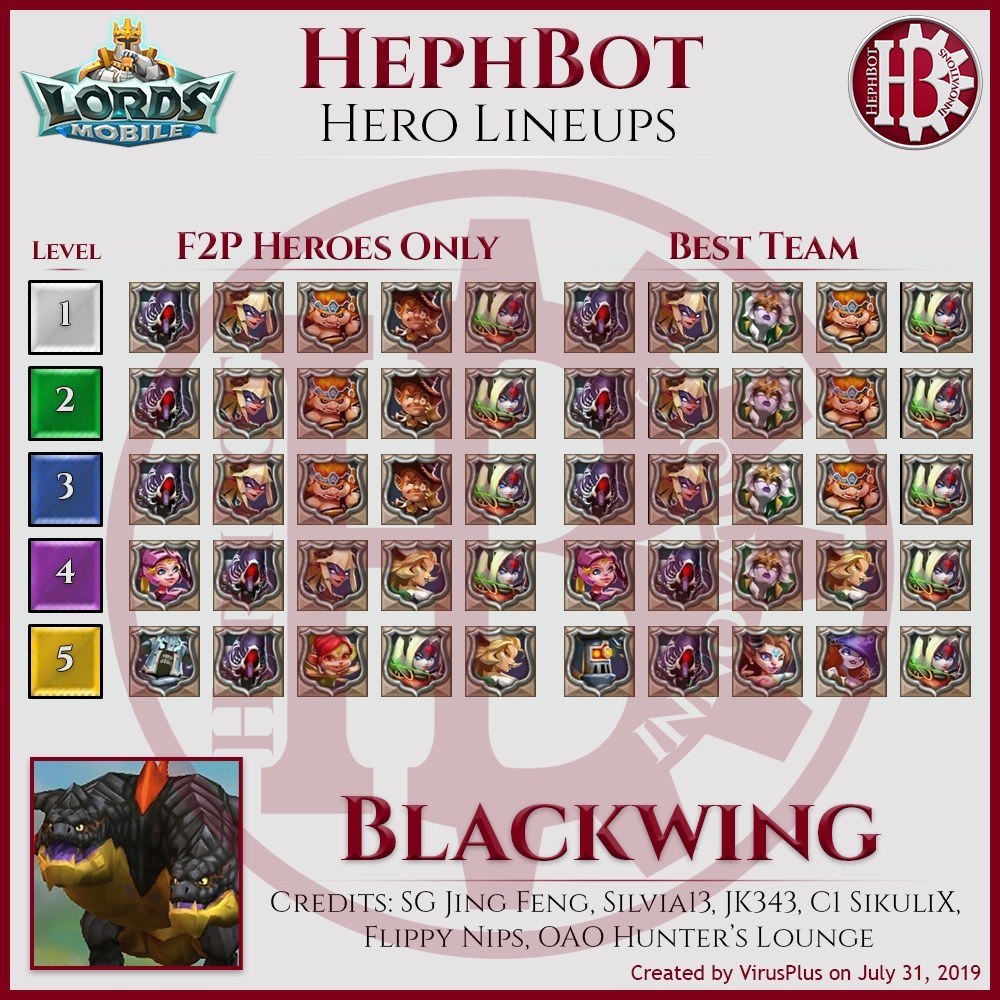 HephBot
Hero Lineups
LORDS
MOBILE
HEPHBOT
HB
INNOVATIONS
Level
F2P Heroes Only
Best Team
1
2
3
4
5
Blackwing
Credits: SG Jing Feng, Silvia13, JK343, C1 SikuliX,
Flippy Nips, OAO Hunter's Lounge
Created by VirusPlus on July 31, 2019